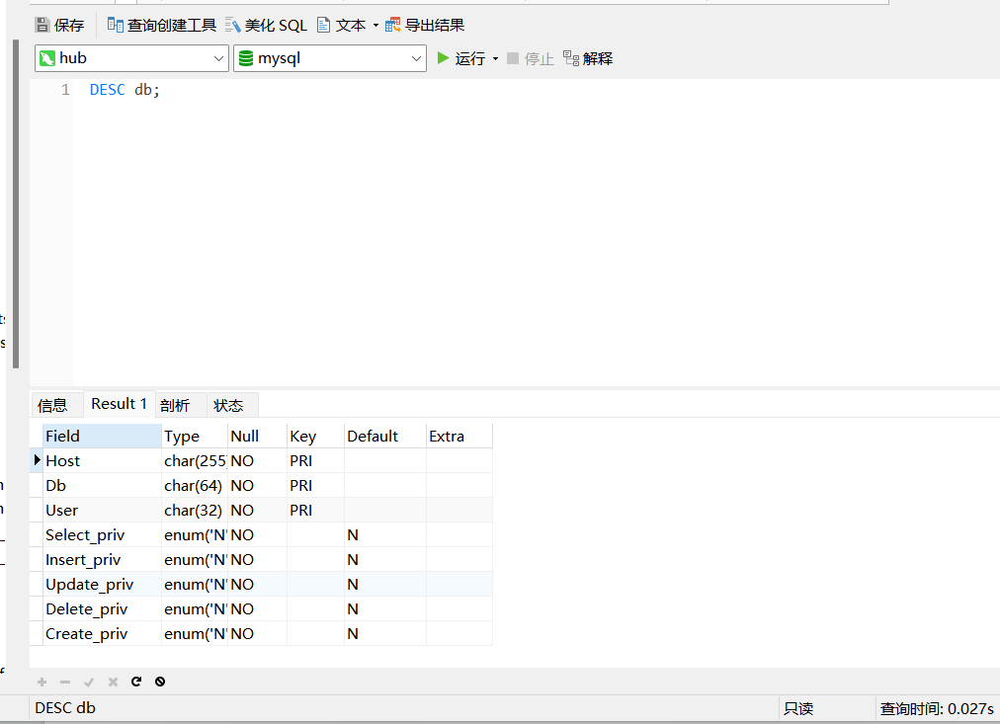 保存 查询创建工具 美化 SQL 文本 导出结果
hub mysql 运行 停止 解释
1 DESC db;
信息 Result 1 剖析 状态
Field Type Null Key Default Extra
Host char(255 NO PRI
Db char(64) NO PRI
User char(32) NO PRI
Select_priv enum('N' NO N
Insert_priv enum('N' NO N
Update_priv enum('N' NO N
Delete_priv enum('N' NO N
Create_priv enum('N' NO N
DESC db 只读 查询时间: 0.027s